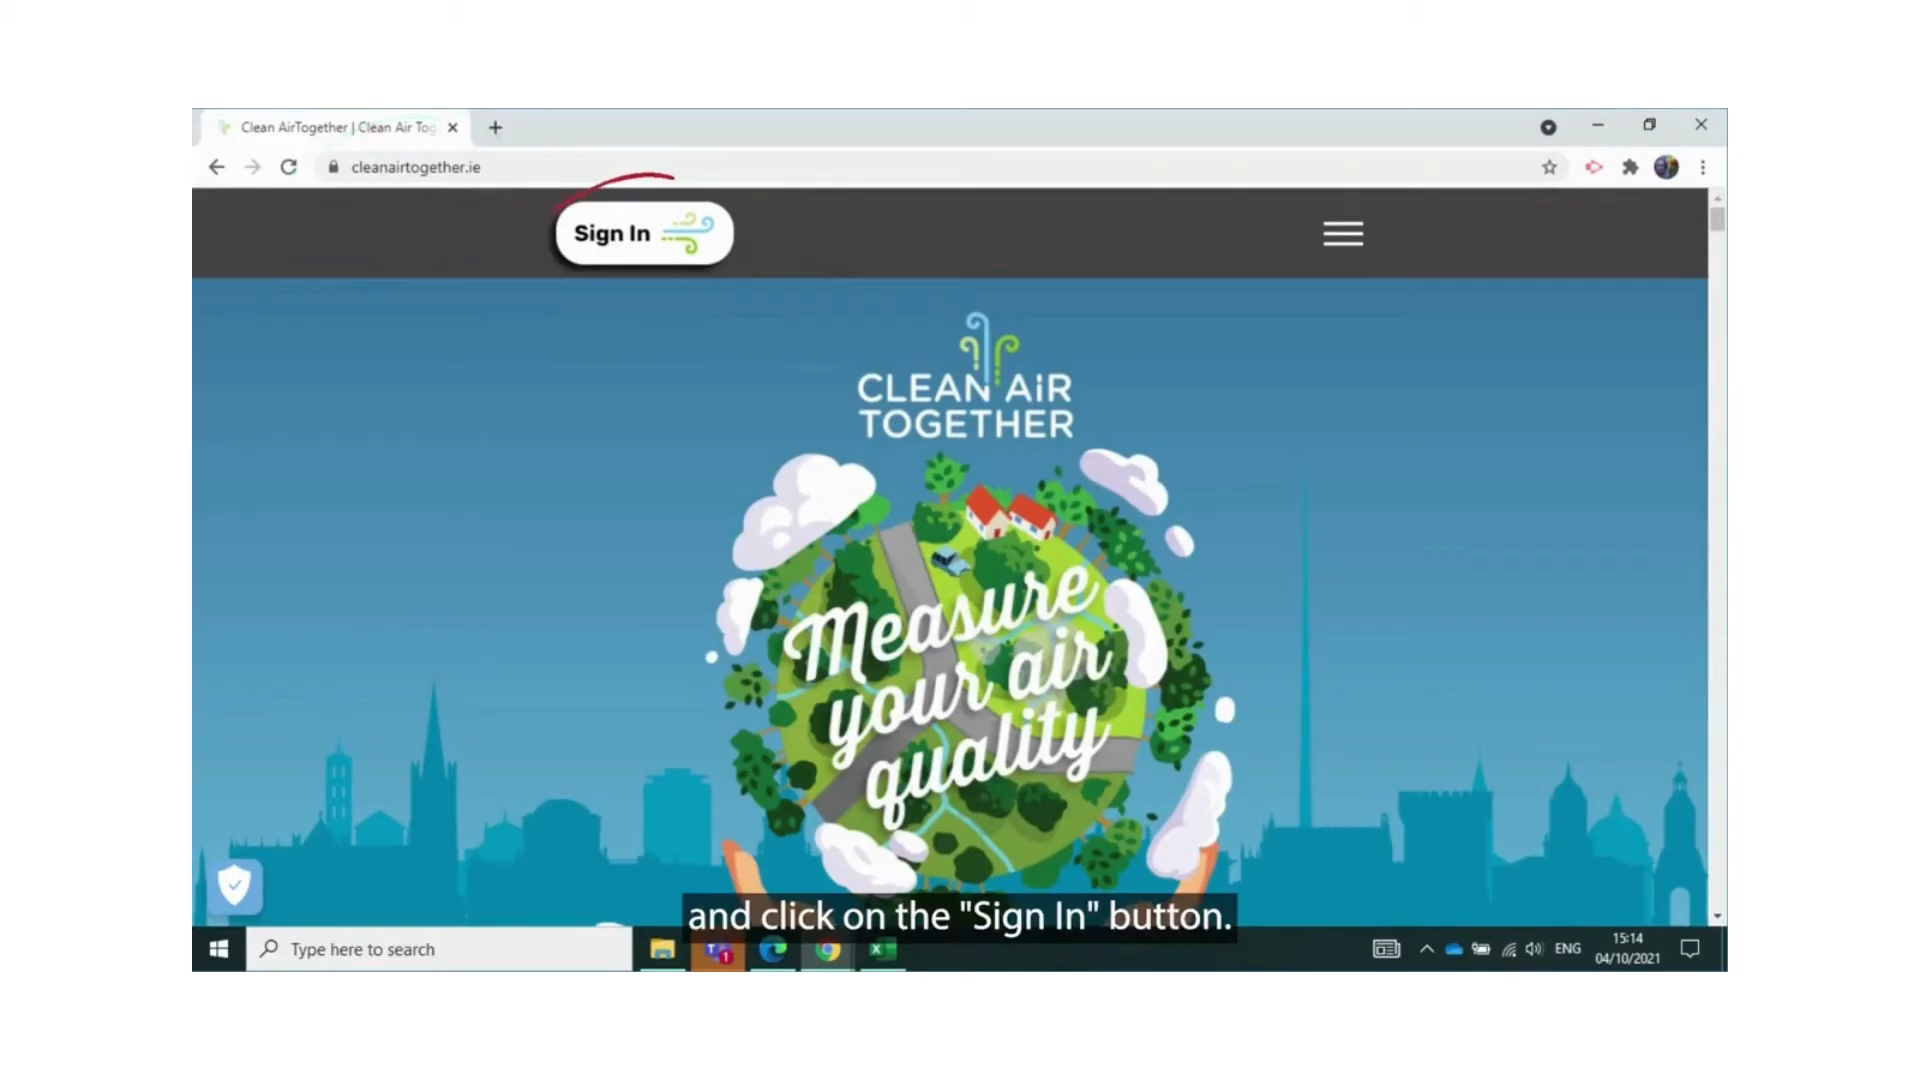 Clean AirTogether | Clean Air Tog
cleanairtogether.ie
Sign In
CLEAN AiR
TOGETHER
Measure
your air
quality
and click on the "Sign In" button.
Type here to search
1
ENG
15:14
04/10/2021